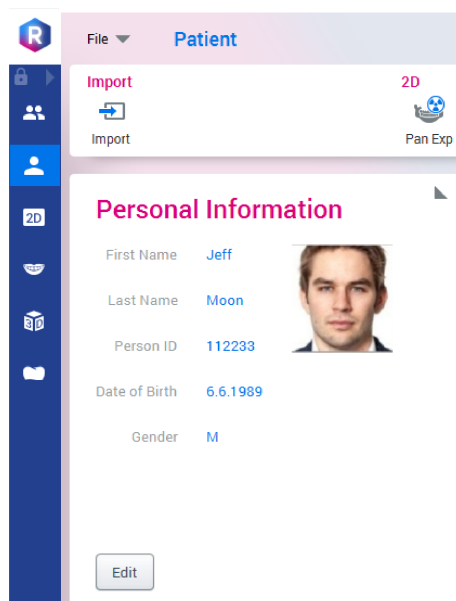 R
File Patient
Import 2D
Import Pan Exp
2D
3D
Personal Information
First Name Jeff
Last Name Moon
Person ID 112233
Date of Birth 6.6.1989
Gender M
Edit